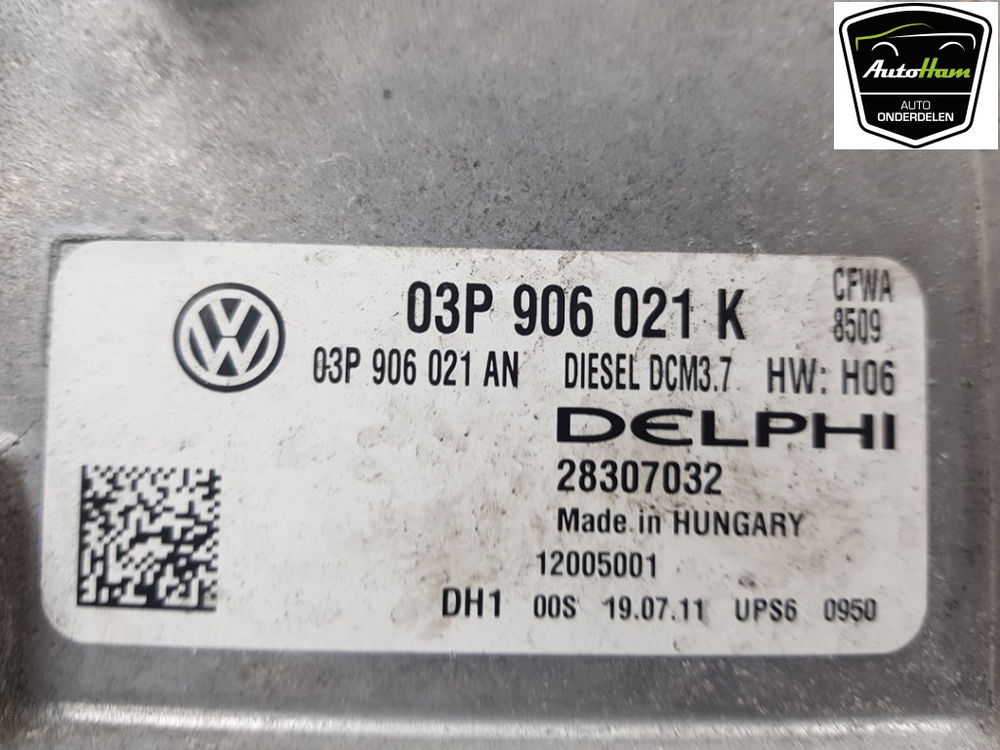 AutoHam
AUTO
ONDERDELEN
03P 906 021 K
CFWA
8509
03P 906 021 AN DIESEL DCM3.7 HW: H06
DELPHI
28307032
Made in HUNGARY
12005001
DH1 00S 19.07.11 UPS6 0950